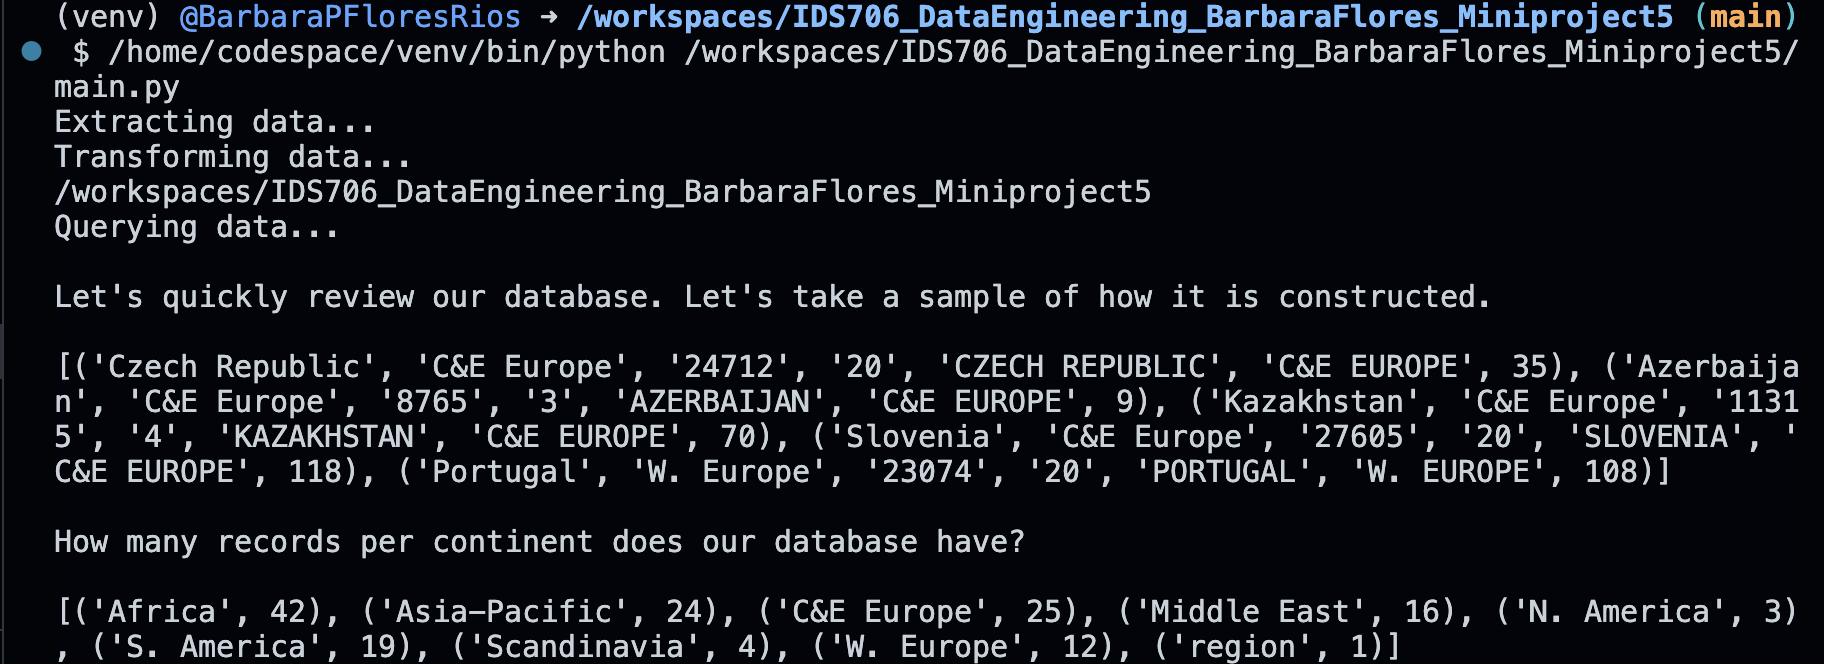 (venv) @BarbaraPFloresRios → /workspaces/IDS706_DataEngineering_BarbaraFlores_Miniproject5 (main)
$ /home/codespace/venv/bin/python /workspaces/IDS706_DataEngineering_BarbaraFlores_Miniproject5/
main.py
Extracting data...
Transforming data...
/workspaces/IDS706_DataEngineering_BarbaraFlores_Miniproject5
Querying data...
Let's quickly review our database. Let's take a sample of how it is constructed.
[('Czech Republic', 'C&E Europe', '24712', '20', 'CZECH REPUBLIC', 'C&E EUROPE', 35), ('Azerbaija
n', 'C&E Europe', '8765', '3', 'AZERBAIJAN', 'C&E EUROPE', 9), ('Kazakhstan', 'C&E Europe', '1131
5', '4', 'KAZAKHSTAN', 'C&E EUROPE', 70), ('Slovenia', 'C&E Europe', '27605', '20', 'SLOVENIA', '
C&E EUROPE', 118), ('Portugal', 'W. Europe', '23074', '20', 'PORTUGAL', 'W. EUROPE', 108)]
How many records per continent does our database have?
[('Africa', 42), ('Asia-Pacific', 24), ('C&E Europe', 25), ('Middle East', 16), ('N. America', 3)
, ('S. America', 19), ('Scandinavia', 4), ('W. Europe', 12), ('region', 1)]